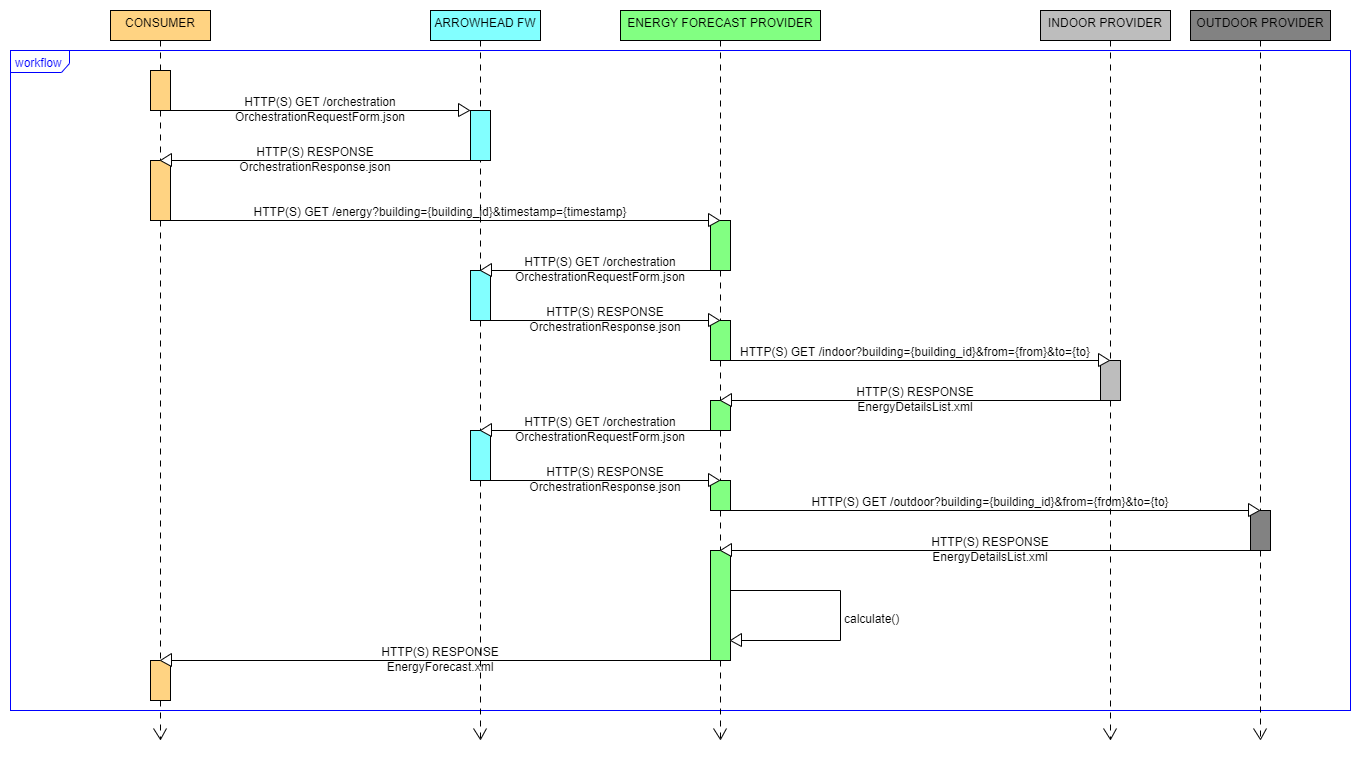 CONSUMER
ARROWHEAD FW
ENERGY FORECAST PROVIDER
INDOOR PROVIDER
OUTDOOR PROVIDER
workflow
HTTP(S) GET /orchestration
OrchestrationRequestForm.json
HTTP(S) RESPONSE
OrchestrationResponse.json
HTTP(S) GET /energy?building={building_id}&timestamp={timestamp}
HTTP(S) GET /orchestration
OrchestrationRequestForm.json
HTTP(S) RESPONSE
OrchestrationResponse.json
HTTP(S) GET /indoor?building={building_id}&from={from}&to={to}
HTTP(S) RESPONSE
EnergyDetailsList.xml
HTTP(S) GET /orchestration
OrchestrationRequestForm.json
HTTP(S) RESPONSE
OrchestrationResponse.json
HTTP(S) GET /outdoor?building={building_id}&from={from}&to={to}
HTTP(S) RESPONSE
EnergyDetailsList.xml
calculate()
HTTP(S) RESPONSE
EnergyForecast.xml